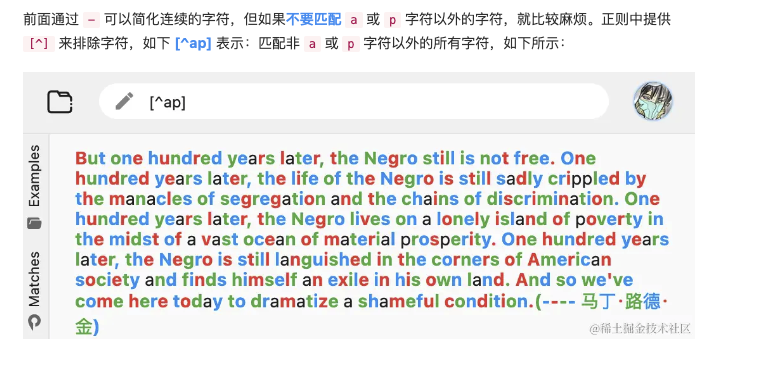 前面通过 - 可以简化连续的字符，但如果不要匹配 a 或 p 字符以外的字符，就比较麻烦。正则中提供
[^] 来排除字符，如下 [^ap] 表示：匹配非 a 或 p 字符以外的所有字符，如下所示：
[^ap]
Examples
Matches
But one hundred years later, the Negro still is not free. One
hundred years later, the life of the Negro is still sadly crippled by
the manacles of segregation and the chains of discrimination. One
hundred years later, the Negro lives on a lonely island of poverty in
the midst of a vast ocean of material prosperity. One hundred years
later, the Negro is still languished in the corners of American
society and finds himself an exile in his own land. And so we've
come here today to dramatize a shameful condition.(---- 马丁·路德·
金)
@稀土掘金技术社区